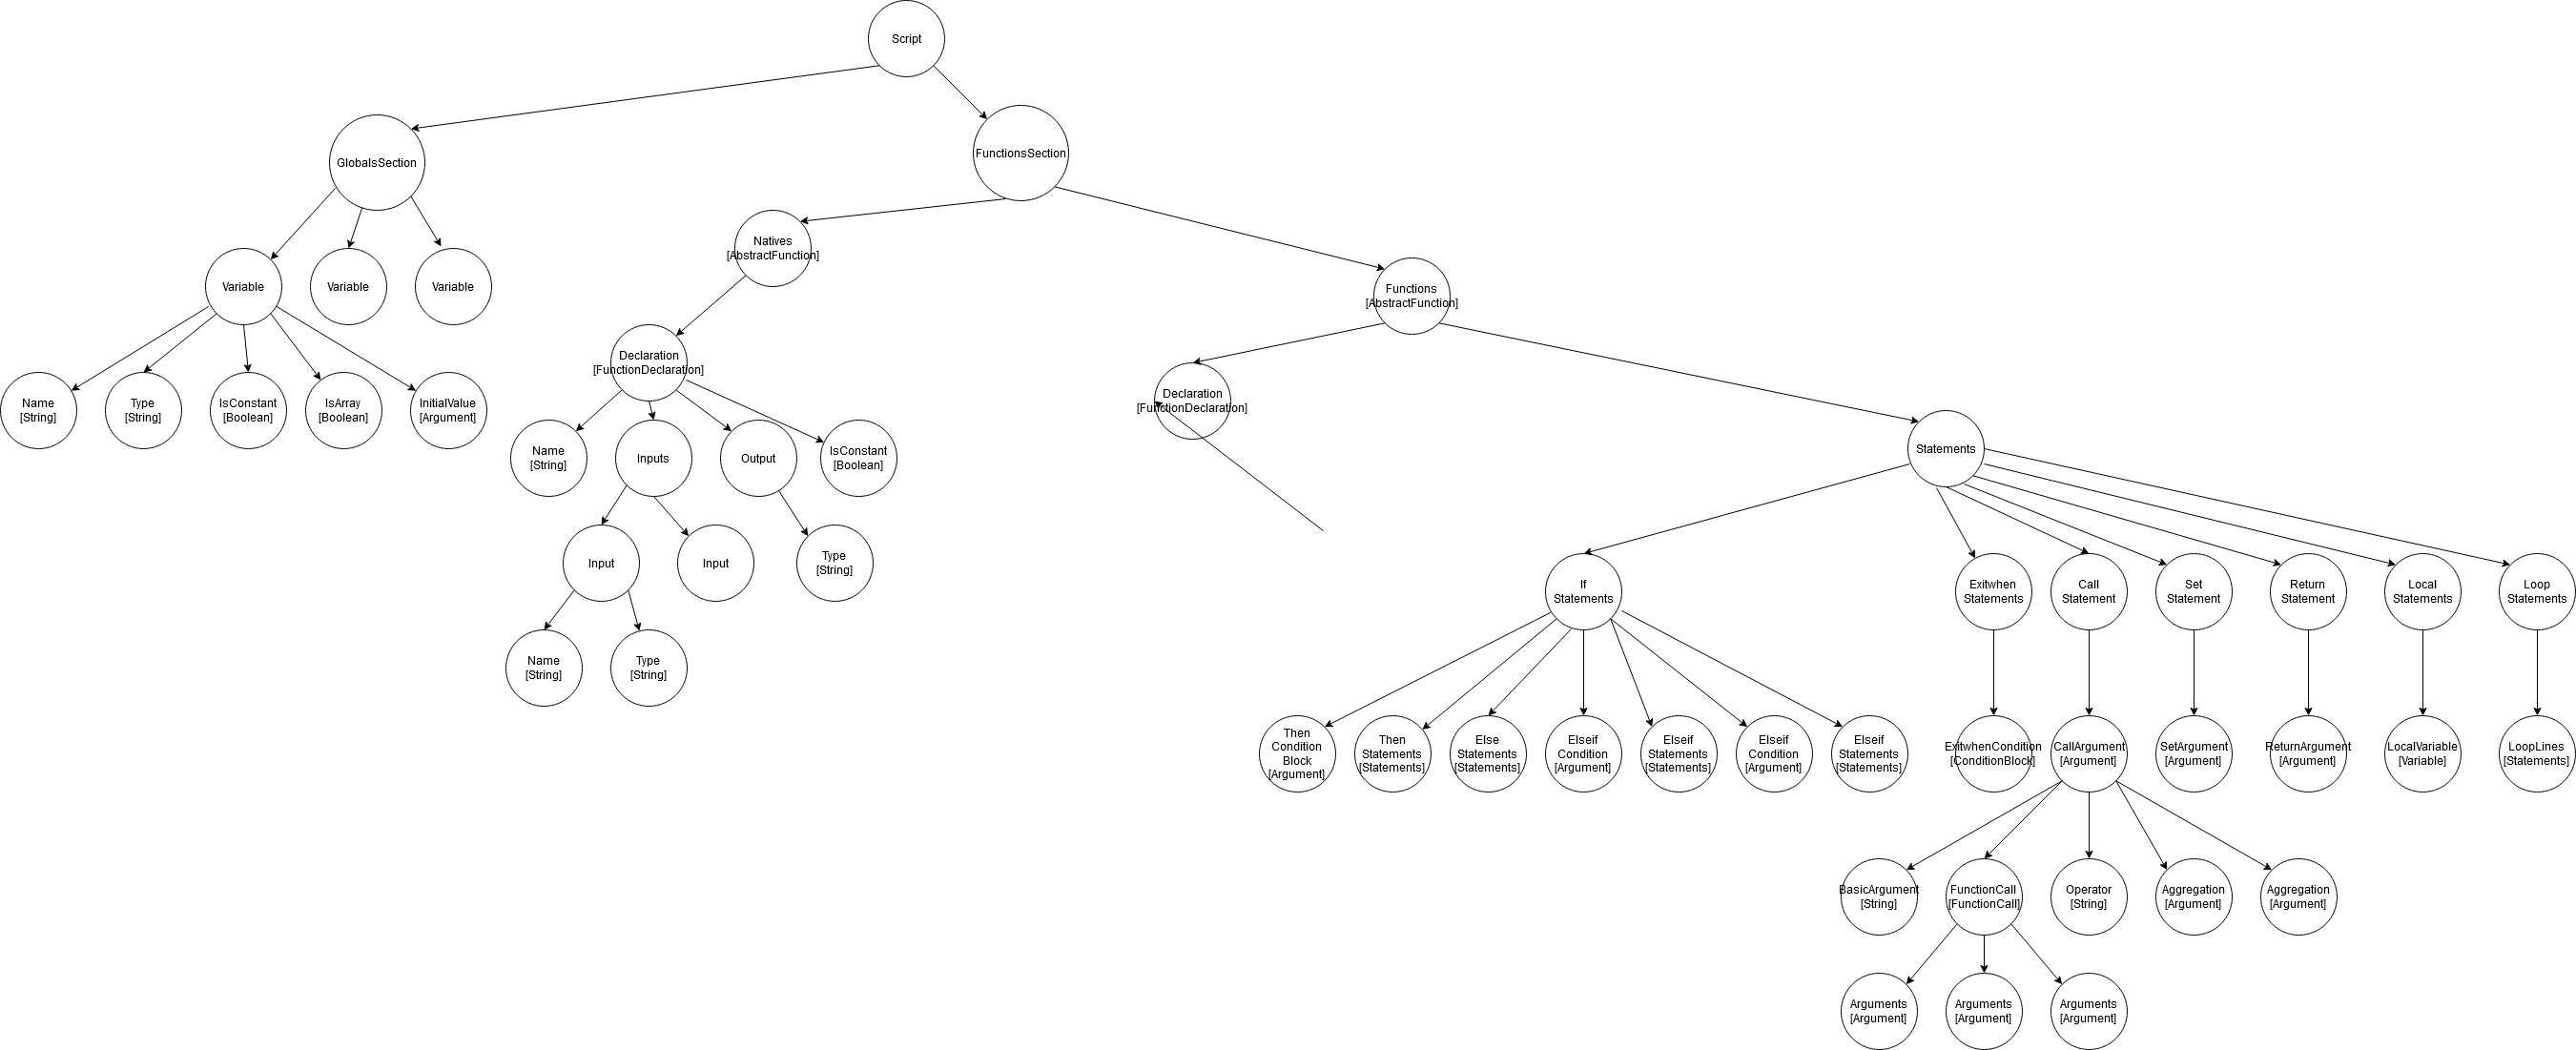 Script
GlobalsSection
FunctionsSection
Natives
[AbstractFunction]
Functions
[AbstractFunction]
Variable
Variable
Variable
Declaration
[FunctionDeclaration]
Declaration
[FunctionDeclaration]
Name
[String]
Type
[String]
IsConstant
[Boolean]
IsArray
[Boolean]
InitialValue
[Argument]
Name
[String]
Inputs
Output
IsConstant
[Boolean]
Statements
Input
Input
Type
[String]
If
Statements
Exitwhen
Statements
Call
Statement
Set
Statement
Return
Statement
Local
Statements
Loop
Statements
Name
[String]
Type
[String]
Then
Condition
Block
[Argument]
Then
Statements
[Statements]
Else
Statements
[Statements]
Elseif
Condition
[Argument]
Elseif
Statements
[Statements]
Elseif
Condition
[Argument]
Elseif
Statements
[Statements]
ExitwhenCondition
[ConditionBlock]
CallArgument
[Argument]
SetArgument
[Argument]
ReturnArgument
[Argument]
LocalVariable
[Variable]
LoopLines
[Statements]
BasicArgument
[String]
FunctionCall
[FunctionCall]
Operator
[String]
Aggregation
[Argument]
Aggregation
[Argument]
Arguments
[Argument]
Arguments
[Argument]
Arguments
[Argument]